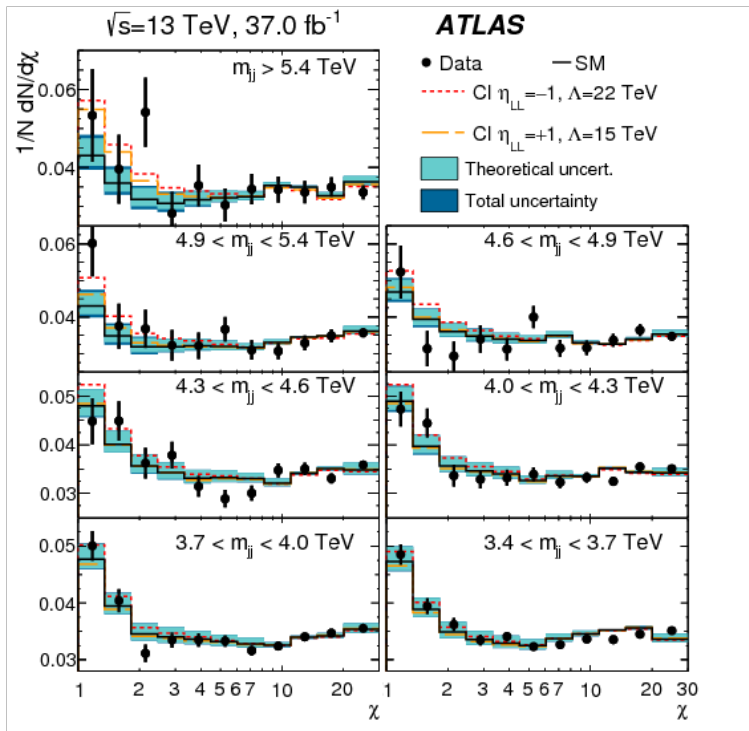 √s=13 TeV, 37.0 fb⁻¹
ATLAS
1/N dN/dχ
m_jj > 5.4 TeV
Data
SM
CI η_LL=−1, Λ=22 TeV
CI η_LL=+1, Λ=15 TeV
Theoretical uncert.
Total uncertainty
0.06
0.04
4.9 < m_jj < 5.4 TeV
4.6 < m_jj < 4.9 TeV
0.06
0.04
4.3 < m_jj < 4.6 TeV
4.0 < m_jj < 4.3 TeV
0.05
0.04
0.03
3.7 < m_jj < 4.0 TeV
3.4 < m_jj < 3.7 TeV
0.05
0.04
0.03
1 2 3 4 5 6 7 10 20
1 2 3 4 5 6 7 10 20 30
χ
χ